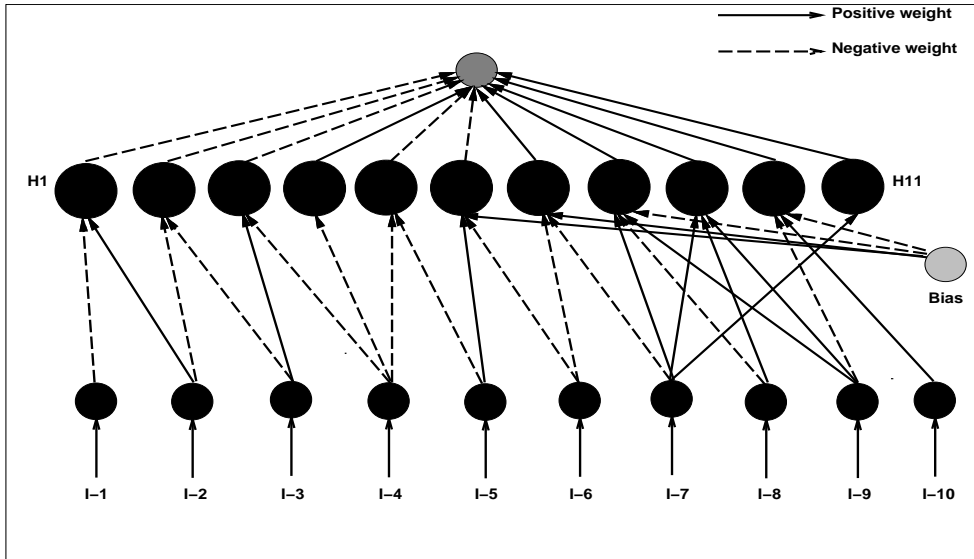 Positive weight
Negative weight
H1
H11
Bias
I–1
I–2
I–3
I–4
I–5
I–6
I–7
I–8
I–9
I–10